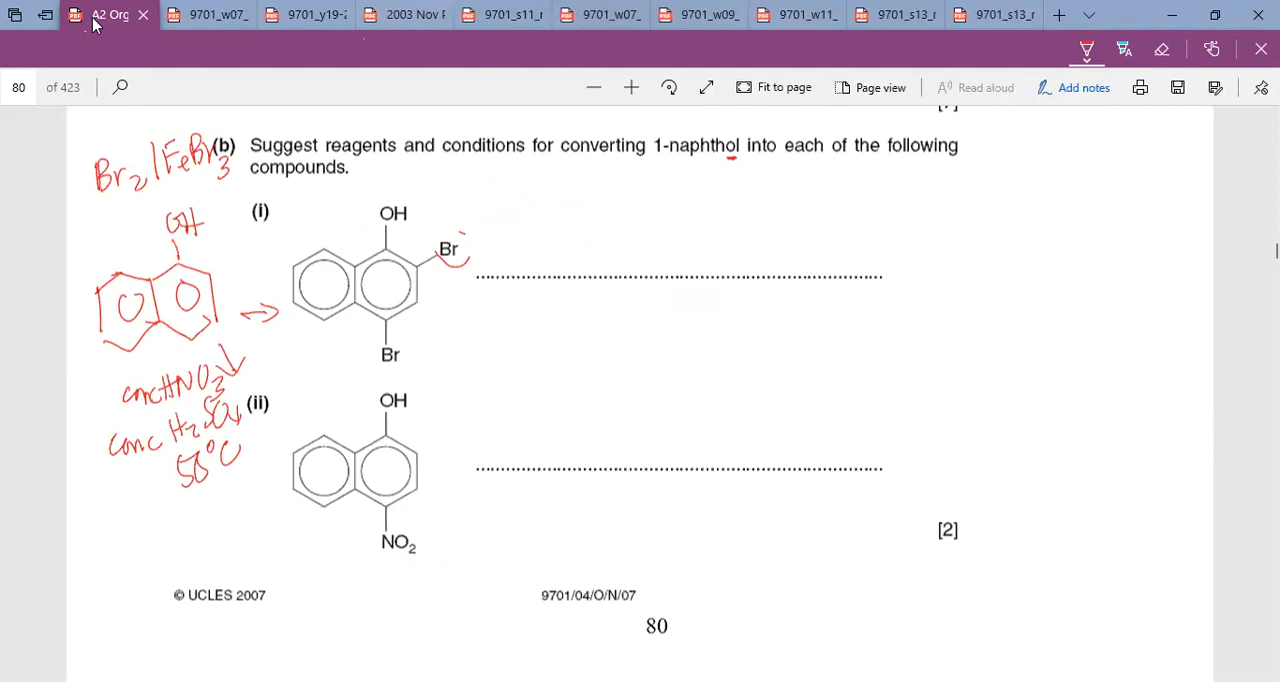 A2 Org
9701_w07_
9701_y19-2
2003 Nov F
9701_s11_r
9701_w07_
9701_w09_
9701_w11_
9701_s13_r
9701_s13_r
80 of 423
Fit to page
Page view
Read aloud
Add notes
(b) Suggest reagents and conditions for converting 1-naphthol into each of the following
compounds.
Br2/FeBr3
OH
(i)
OH
Br
Br
conc HNO3
conc H2SO4
50°C
(ii)
OH
NO2
[2]
© UCLES 2007
9701/04/O/N/07
80